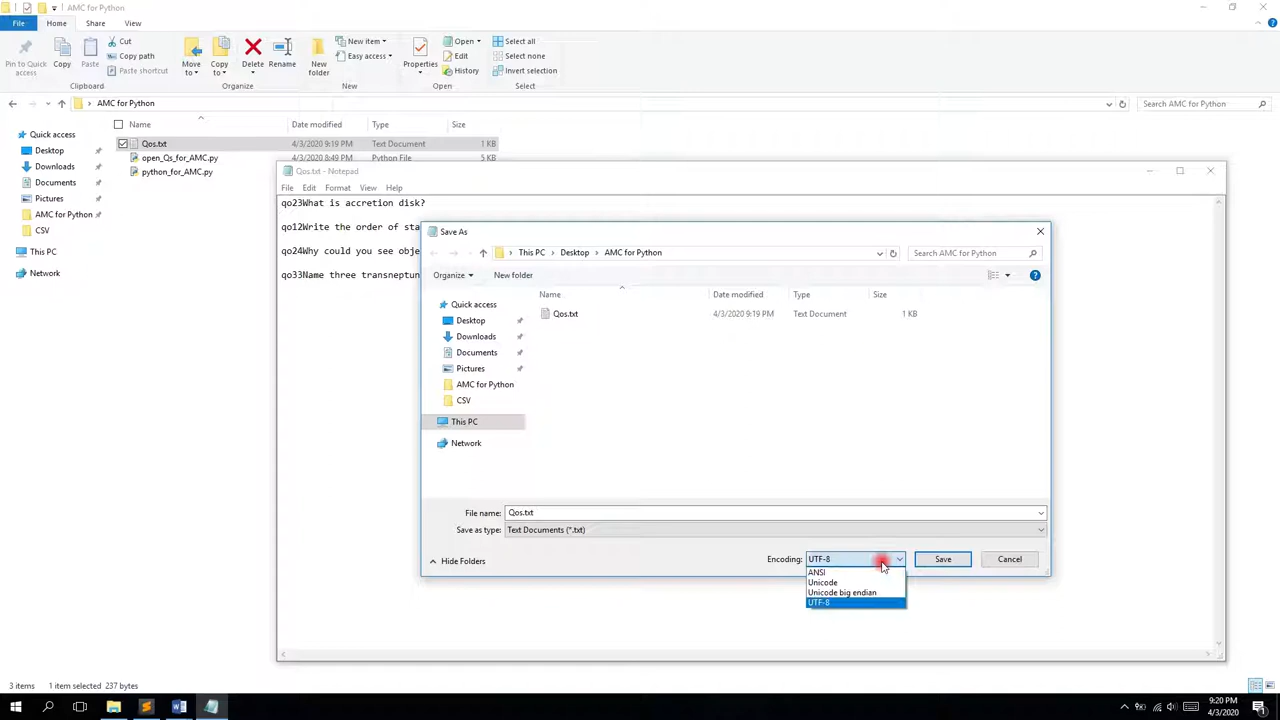 AMC for Python
File Home Share View
Pin to Quick access
Copy
Paste
Cut
Copy path
Paste shortcut
Clipboard
Move to
Copy to
Delete
Rename
Organize
New folder
New item
Easy access
New
Properties
Open
Edit
History
Open
Select all
Select none
Invert selection
Select
AMC for Python
Search AMC for Python
Quick access
Desktop
Downloads
Documents
Pictures
AMC for Python
CSV
This PC
Network
Name Date modified Type Size
Qos.txt 4/3/2020 9:19 PM Text Document 1 KB
open_Qs_for_AMC.py 4/3/2020 8:49 PM Python File 5 KB
python_for_AMC.py
Qos.txt - Notepad
File Edit Format View Help
qo23What is accretion disk?
qo12Write the order of sta
qo24Why could you see obje
qo33Name three transneptun
Save As
This PC Desktop AMC for Python
Search AMC for Python
Organize New folder
Quick access
Desktop
Downloads
Documents
Pictures
AMC for Python
CSV
This PC
Network
Name Date modified Type Size
Qos.txt 4/3/2020 9:19 PM Text Document 1 KB
File name: Qos.txt
Save as type: Text Documents (*.txt)
Hide Folders
Encoding: UTF-8
Save
Cancel
ANSI
Unicode
Unicode big endian
UTF-8
3 items 1 item selected 237 bytes
9:20 PM
4/3/2020